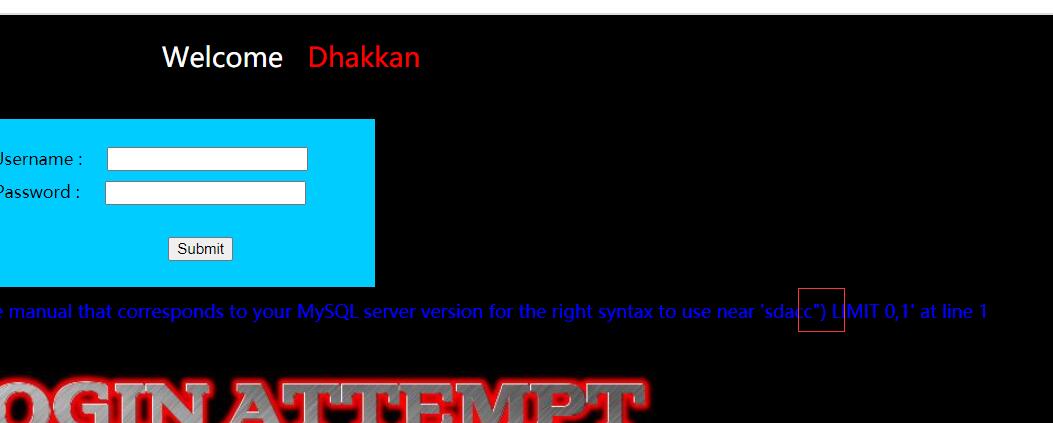 Welcome Dhakkan
Username :
Password :
Submit
e manual that corresponds to your MySQL server version for the right syntax to use near 'sdacc") LIMIT 0,1' at line 1
OGIN ATTEMPT